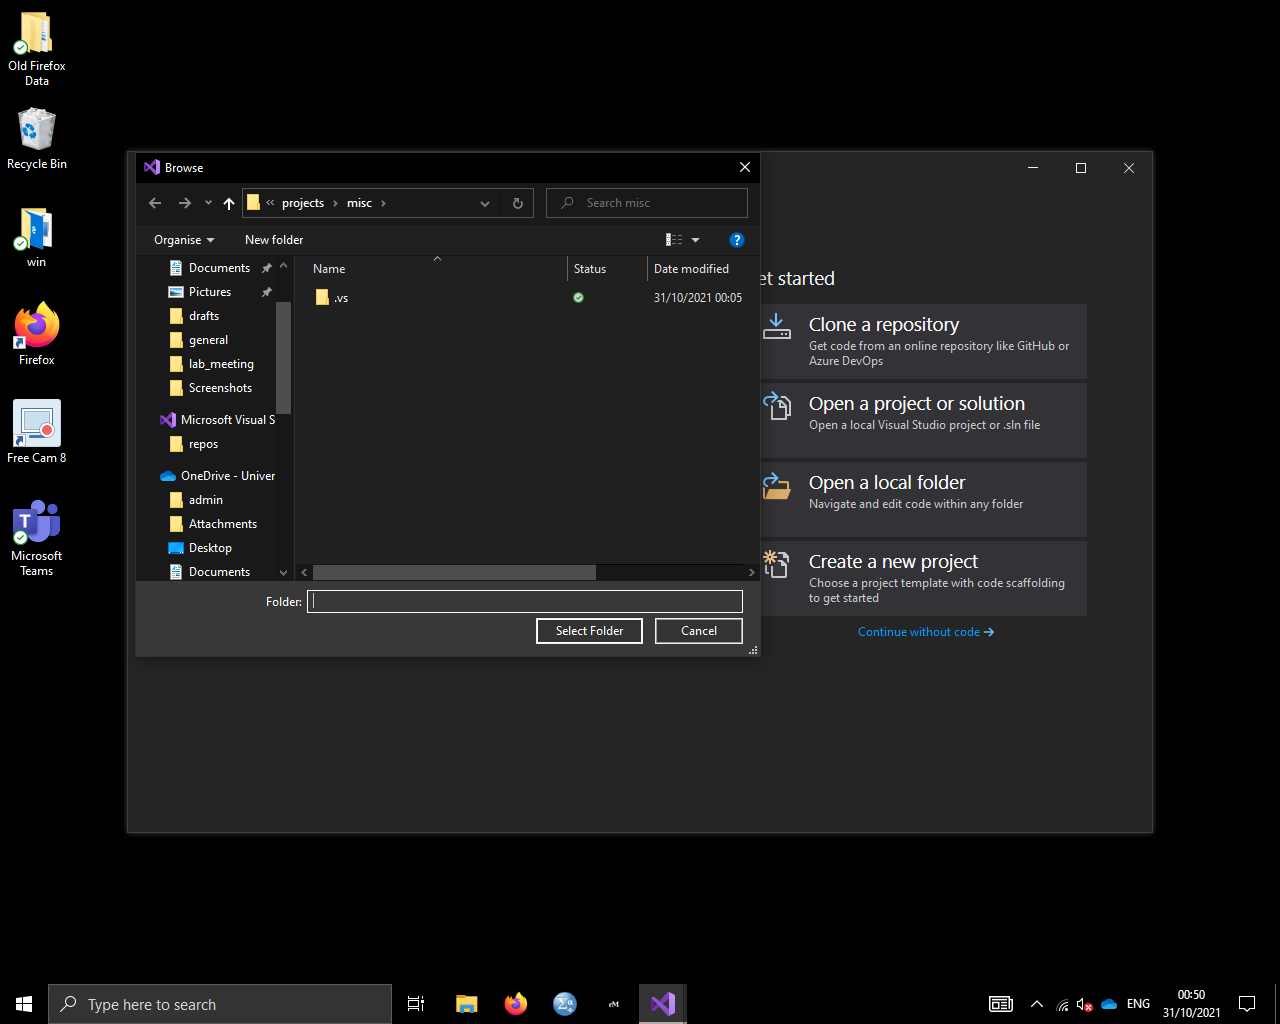 Old Firefox
Data
Recycle Bin
win
Firefox
Free Cam 8
Microsoft
Teams
Browse
projects
misc
Search misc
Organise
New folder
Documents
Pictures
drafts
general
lab_meeting
Screenshots
Microsoft Visual S
repos
OneDrive - Univer
admin
Attachments
Desktop
Documents
Name
Status
Date modified
.vs
31/10/2021 00:05
Folder:
Select Folder
Cancel
et started
Clone a repository
Get code from an online repository like GitHub or
Azure DevOps
Open a project or solution
Open a local Visual Studio project or .sln file
Open a local folder
Navigate and edit code within any folder
Create a new project
Choose a project template with code scaffolding
to get started
Continue without code
Type here to search
rM
ENG
00:50
31/10/2021